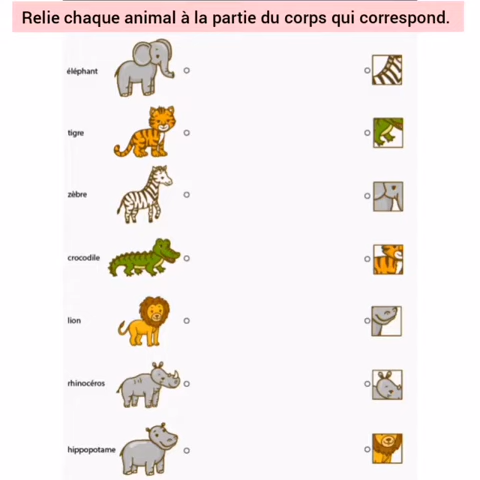 Relie chaque animal à la partie du corps qui correspond.
éléphant
tigre
zèbre
crocodile
lion
rhinocéros
hippopotame